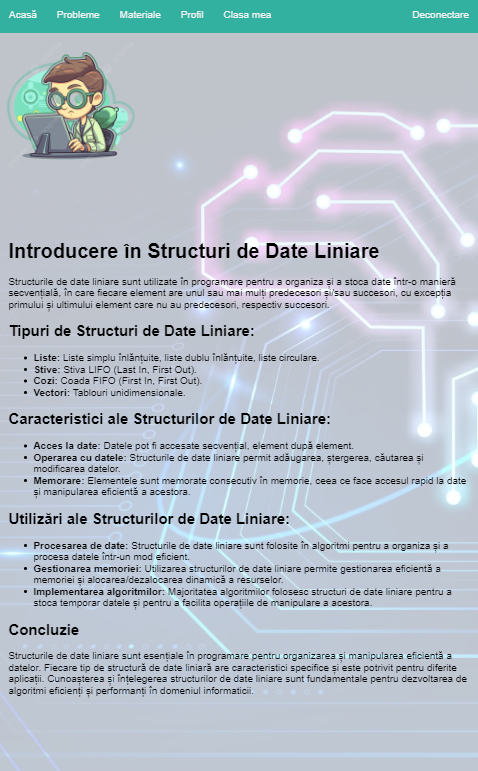 Acasă Probleme Materiale Profil Clasa mea Deconectare
Introducere în Structuri de Date Liniare
Structurile de date liniare sunt utilizate în programare pentru a organiza și a stoca date într-o manieră
secvențială, în care fiecare element are unul sau mai mulți predecesori și/sau succesori, cu excepția
primului și ultimului element care nu au predecesori, respectiv succesori.
Tipuri de Structuri de Date Liniare:
• Liste: Liste simplu înlănțuite, liste dublu înlănțuite, liste circulare.
• Stive: Stiva LIFO (Last In, First Out).
• Cozi: Coada FIFO (First In, First Out).
• Vectori: Tablouri unidimensionale.
Caracteristici ale Structurilor de Date Liniare:
• Acces la date: Datele pot fi accesate secvențial, element după element.
• Operarea cu datele: Structurile de date liniare permit adăugarea, ștergerea, căutarea și
modificarea datelor.
• Memorare: Elementele sunt memorate consecutiv în memorie, ceea ce face accesul rapid la date
și manipularea eficientă a acestora.
Utilizări ale Structurilor de Date Liniare:
• Procesarea de date: Structurile de date liniare sunt folosite în algoritmi pentru a organiza și a
procesa datele într-un mod eficient.
• Gestionarea memoriei: Utilizarea structurilor de date liniare permite gestionarea eficientă a
memoriei și alocarea/dezalocarea dinamică a resurselor.
• Implementarea algoritmilor: Majoritatea algoritmilor folosesc structuri de date liniare pentru a
stoca temporar datele și pentru a facilita operațiile de manipulare a acestora.
Concluzie
Structurile de date liniare sunt esențiale în programare pentru organizarea și manipularea eficientă a
datelor. Fiecare tip de structură de date liniară are caracteristici specifice și este potrivit pentru diferite
aplicații. Cunoașterea și înțelegerea structurilor de date liniare sunt fundamentale pentru dezvoltarea de
algoritmi eficienți și performanți în domeniul informaticii.